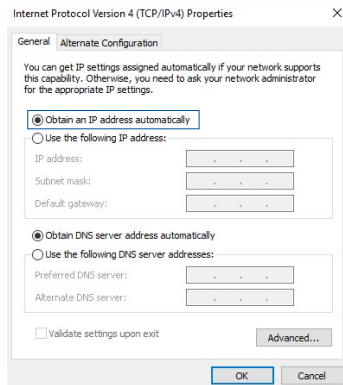 Internet Protocol Version 4 (TCP/IPv4) Properties
General Alternate Configuration
You can get IP settings assigned automatically if your network supports
this capability. Otherwise, you need to ask your network administrator
for the appropriate IP settings.
Obtain an IP address automatically
Use the following IP address:
IP address:
Subnet mask:
Default gateway:
Obtain DNS server address automatically
Use the following DNS server addresses:
Preferred DNS server:
Alternate DNS server:
Validate settings upon exit
Advanced...
OK Cancel